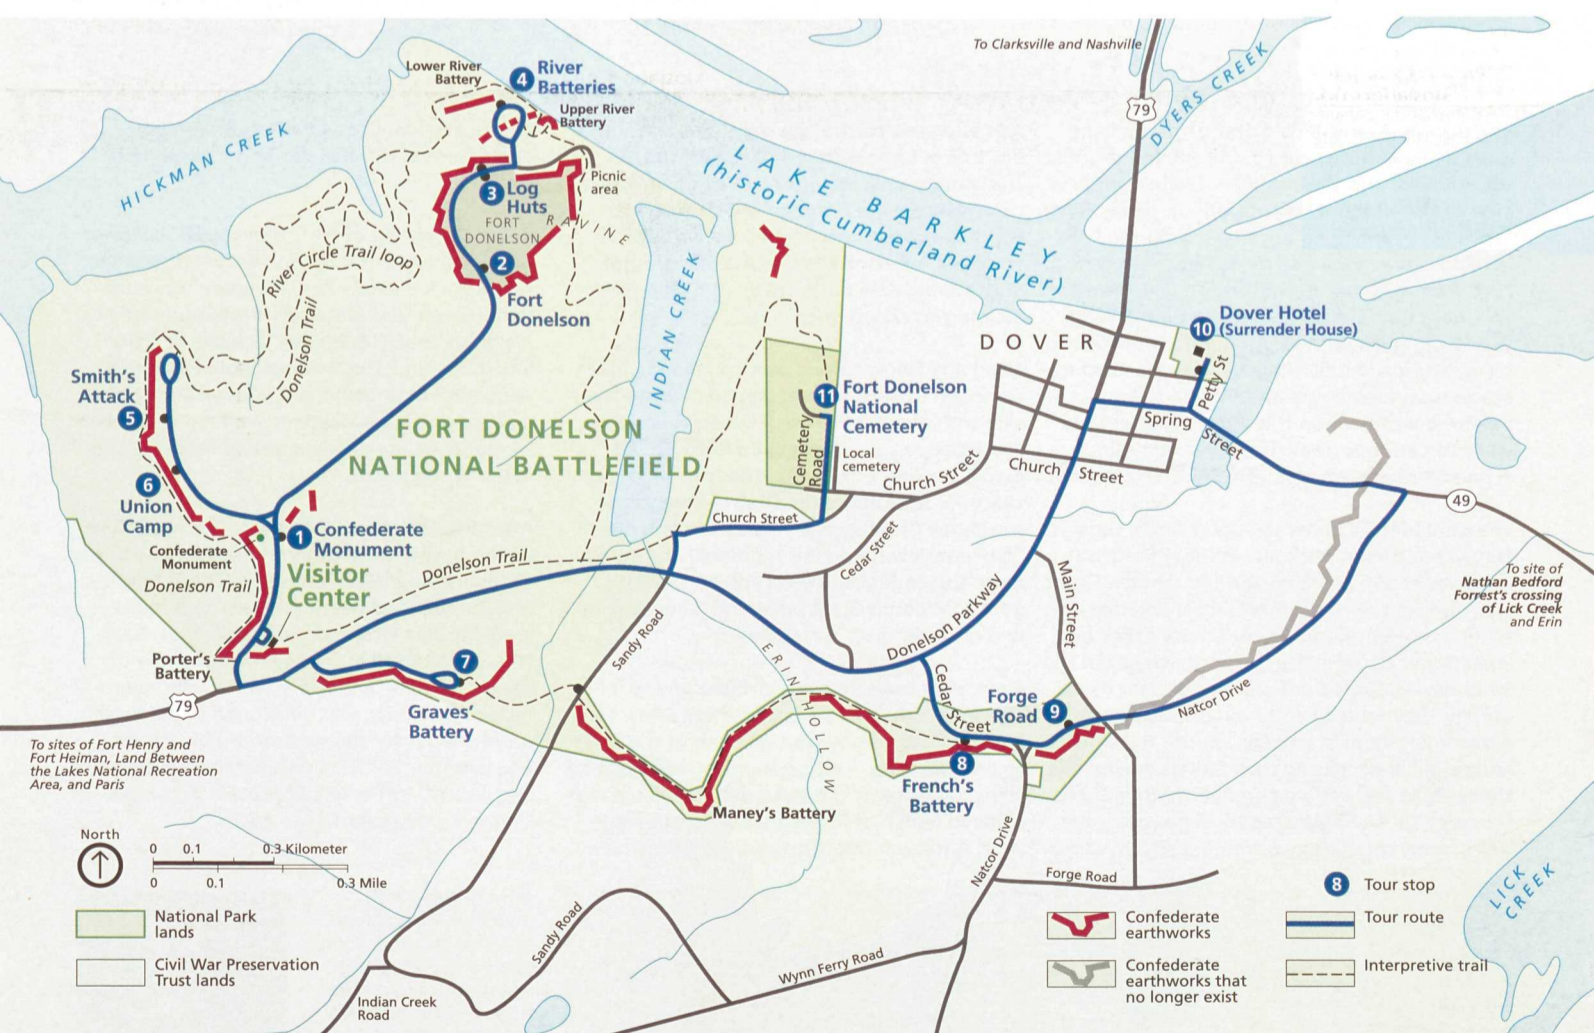 To Clarksville and Nashville
79
DYERS CREEK
HICKMAN CREEK
LAKE BARKLEY
(historic Cumberland River)
Lower River
Battery
4
River
Batteries
Upper River
Battery
Picnic
area
3
Log
Huts
FORT
DONELSON
RAVINE
2
Fort
Donelson
River Circle Trail loop
Donelson Trail
INDIAN CREEK
Smith's
Attack
5
6
Union
Camp
Confederate
Monument
Donelson Trail
1
Confederate
Monument
Visitor
Center
Donelson Trail
Porter's
Battery
79
To sites of Fort Henry and
Fort Heiman, Land Between
the Lakes National Recreation
Area, and Paris
FORT DONELSON
NATIONAL BATTLEFIELD
11
Fort Donelson
National
Cemetery
Cemetery
Road
Local
cemetery
Church Street
Church Street
Church Street
Cedar Street
DOVER
10
Dover Hotel
(Surrender House)
Petty St
Spring Street
49
To site of
Nathan Bedford
Forrest's crossing
of Lick Creek
and Erin
Main Street
Donelson Parkway
Cedar Street
Natcor Drive
Forge
Road
9
8
French's
Battery
7
Graves'
Battery
Sandy Road
ERIN HOLLOW
Maney's Battery
Natcor Drive
Forge Road
Sandy Road
Wynn Ferry Road
Indian Creek
Road
LICK
CREEK
North
0 0.1 0.3 Kilometer
0 0.1 0.3 Mile
National Park
lands
Civil War Preservation
Trust lands
Confederate
earthworks
Confederate
earthworks that
no longer exist
8
Tour stop
Tour route
Interpretive trail